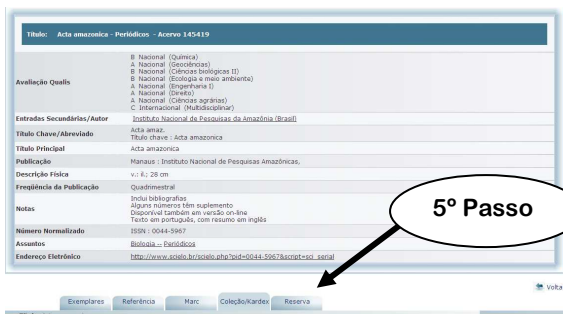 Título: Acta amazonica - Periódicos - Acervo 145419
Avaliação Qualis
B Nacional (Química)
A Nacional (Geociências)
B Nacional (Ciências biológicas II)
B Nacional (Ecologia e meio ambiente)
A Nacional (Engenharia I)
A Nacional (Direito)
A Nacional (Ciências agrárias)
C Internacional (Multidisciplinar)
Entradas Secundárias/Autor Instituto Nacional de Pesquisas da Amazônia (Brasil)
Título Chave/Abreviado Acta amaz.
Título chave : Acta amazonica
Título Principal Acta amazonica
Publicação Manaus : Instituto Nacional de Pesquisas Amazônicas,
Descrição Física v.: il.; 28 cm
Freqüência da Publicação Quadrimestral
Notas
Inclui bibliografias
Alguns números têm suplemento
Disponível também em versão on-line
Texto em português, com resumo em inglês
Número Normalizado ISSN : 0044-5967
Assuntos Biologia -- Periódicos
Endereço Eletrônico http://www.scielo.br/scielo.php?pid=0044-5967&script=sci_serial
5º Passo
Volta
Exemplares Referência Marc Coleção/Kardex Reserva